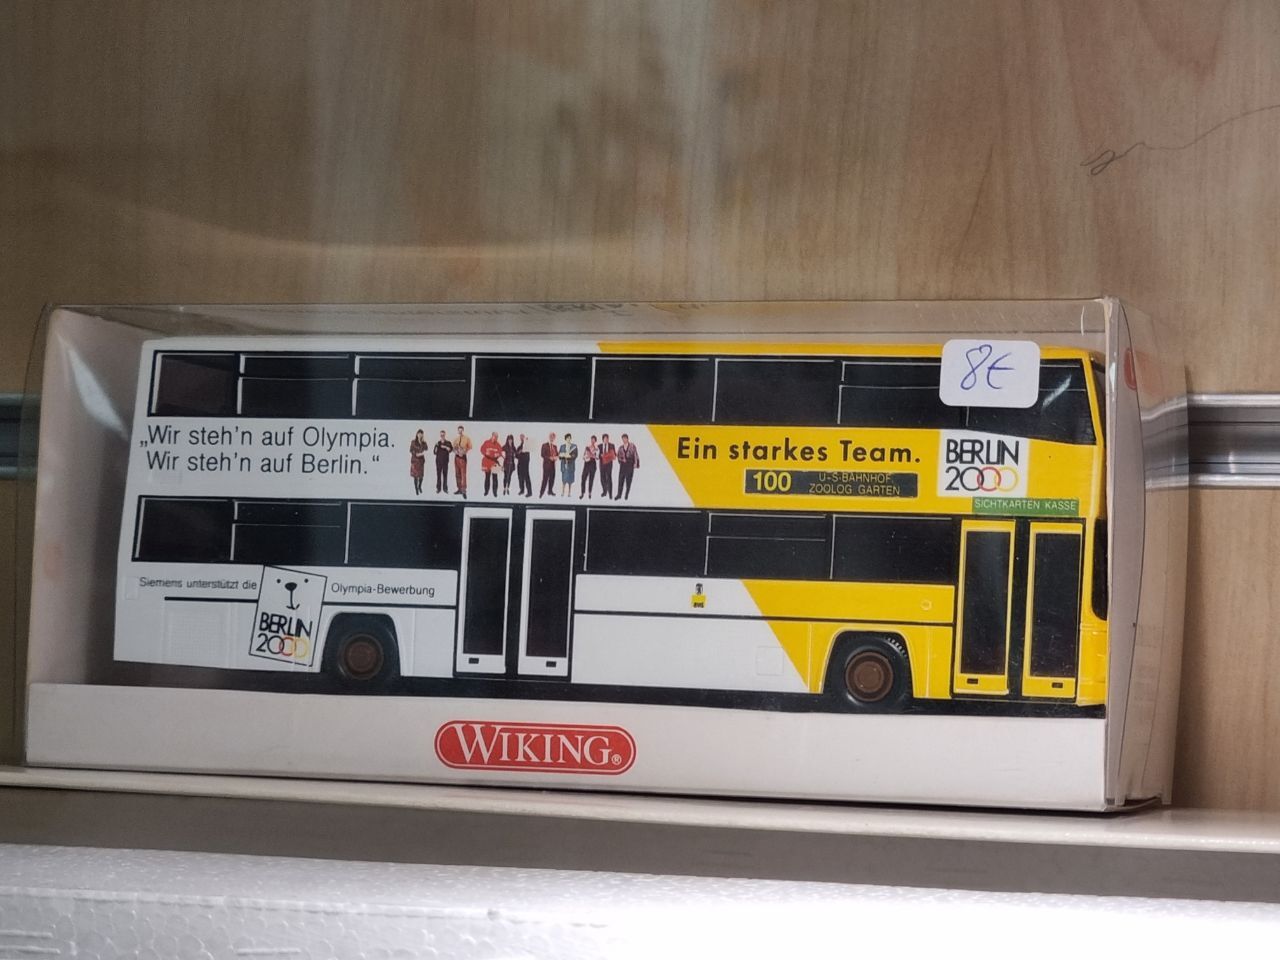 8€
„Wir steh'n auf Olympia.
Wir steh'n auf Berlin.“
Ein starkes Team.
BERLIN
2000
100
U-S-BAHNHOF
ZOOLOG GARTEN
SICHTKARTEN KASSE
Siemens unterstützt die
Olympia-Bewerbung
BERLIN
2000
BVG
WIKING®